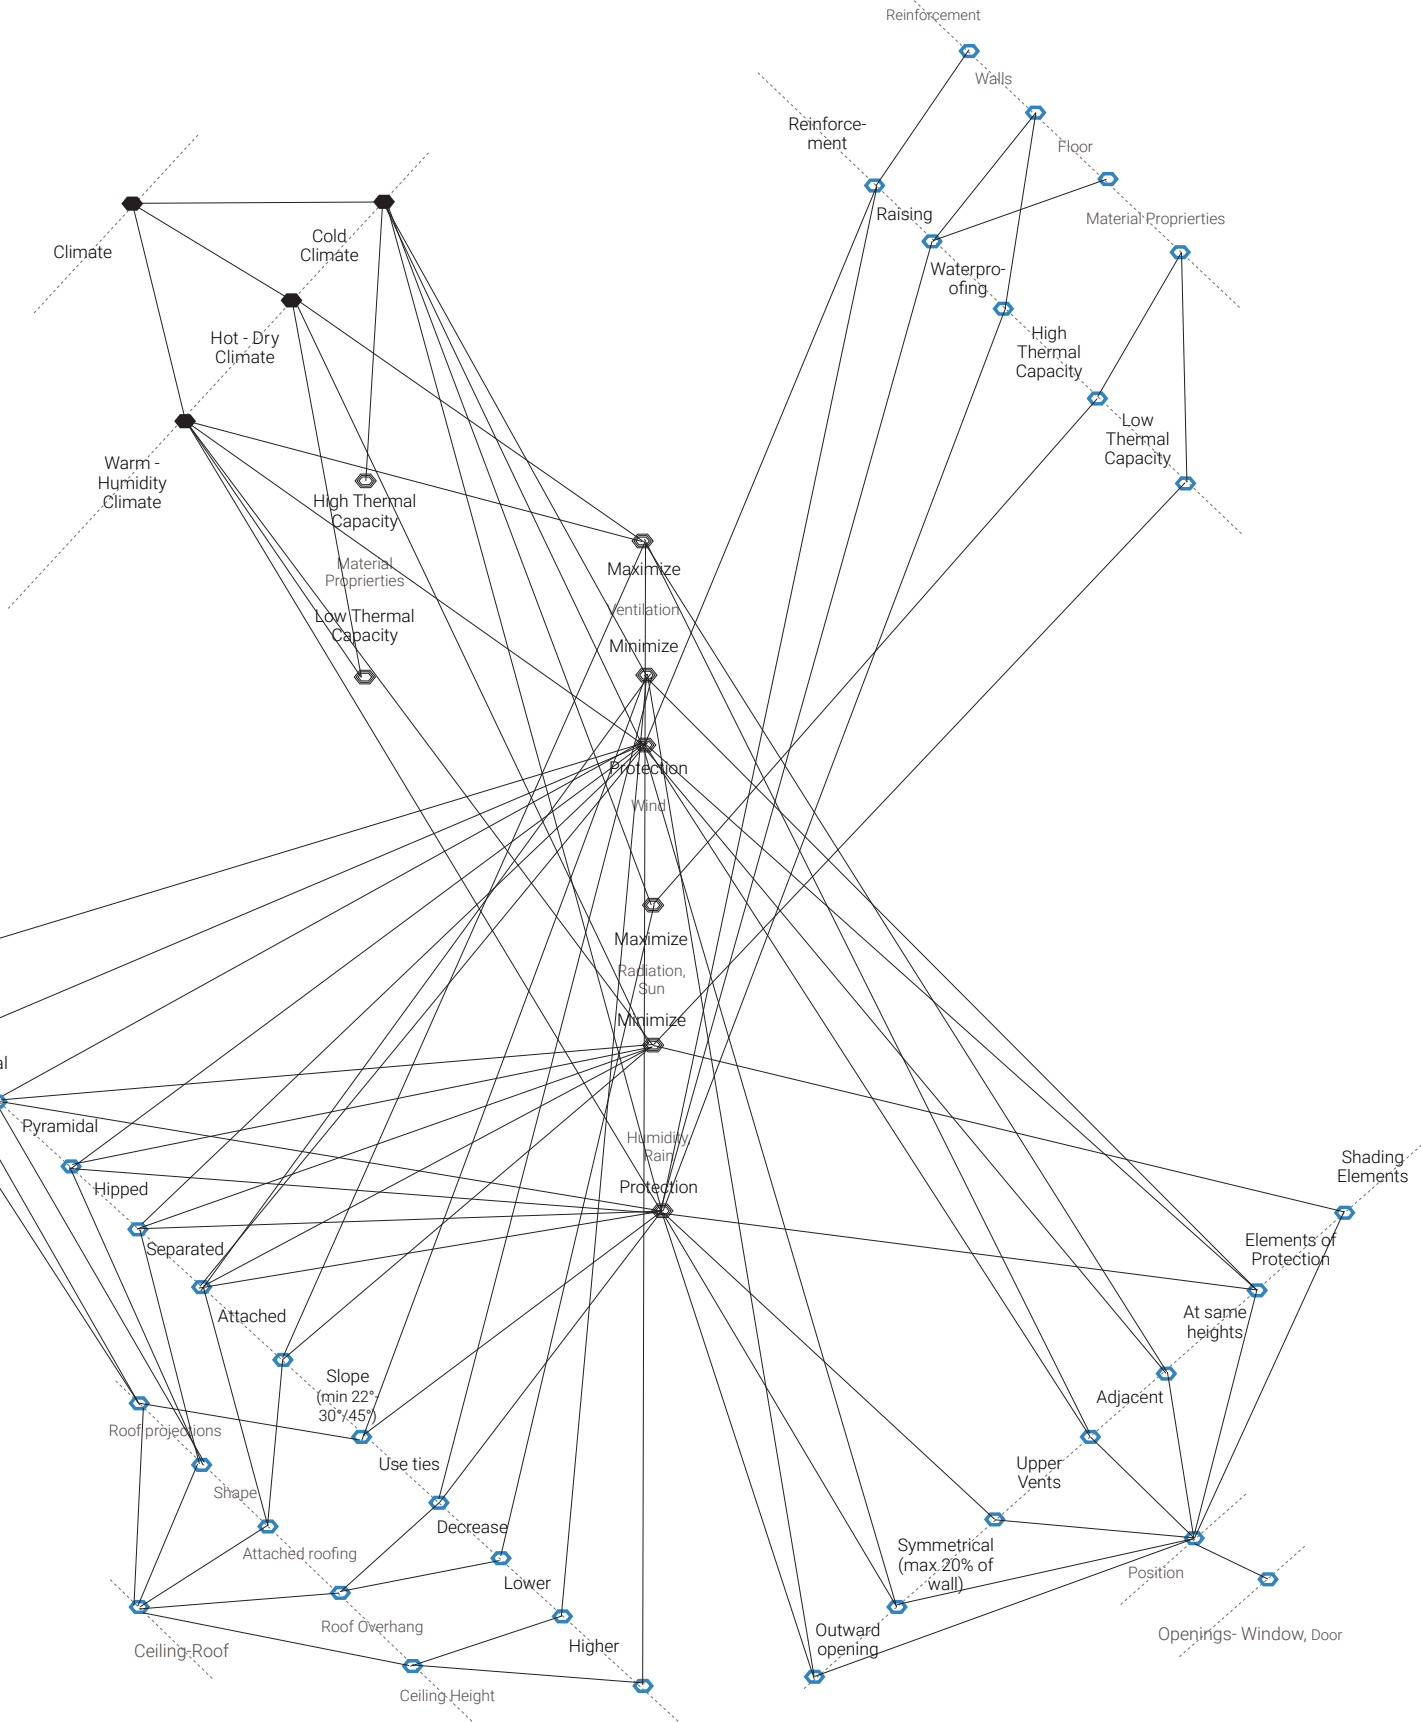 Reinforcement
Walls
Reinforce-
ment
Floor
Raising
Material Proprierties
Climate
Cold
Climate
Waterpro-
ofing
Hot - Dry
Climate
High
Thermal
Capacity
Low
Thermal
Capacity
Warm -
Humidity
Climate
High Thermal
Capacity
Material
Proprierties
Low Thermal
Capacity
Maximize
Ventilation
Minimize
Protection
Wind
Maximize
Radiation,
Sun
Minimize
al
Pyramidal
Humidity,
Rain
Protection
Hipped
Separated
Attached
Shading
Elements
Elements of
Protection
At same
heights
Adjacent
Slope
(min 22°-
30°/45°)
Roof projections
Use ties
Upper
Vents
Shape
Decrease
Attached roofing
Symmetrical
(max.20% of
wall)
Position
Lower
Roof Overhang
Outward
opening
Openings- Window, Door
Ceiling-Roof
Higher
Ceiling Height